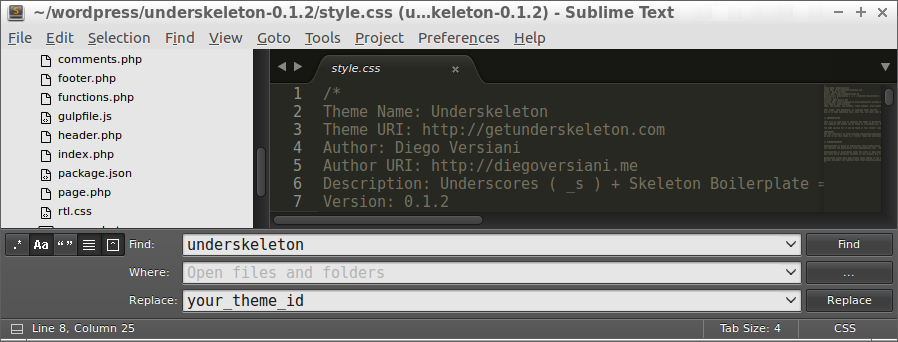 ~/wordpress/underskeleton-0.1.2/style.css (u…keleton-0.1.2) - Sublime Text
File Edit Selection Find View Goto Tools Project Preferences Help
comments.php
footer.php
functions.php
gulpfile.js
header.php
index.php
package.json
page.php
rtl.css
style.css
1 /*
2 Theme Name: Underskeleton
3 Theme URI: http://getunderskeleton.com
4 Author: Diego Versiani
5 Author URI: http://diegoversiani.me
6 Description: Underscores ( _s ) + Skeleton Boilerplate =
7 Version: 0.1.2
.* Aa “” Find: underskeleton Find
Where: Open files and folders ...
Replace: your_theme_id Replace
Line 8, Column 25 Tab Size: 4 CSS